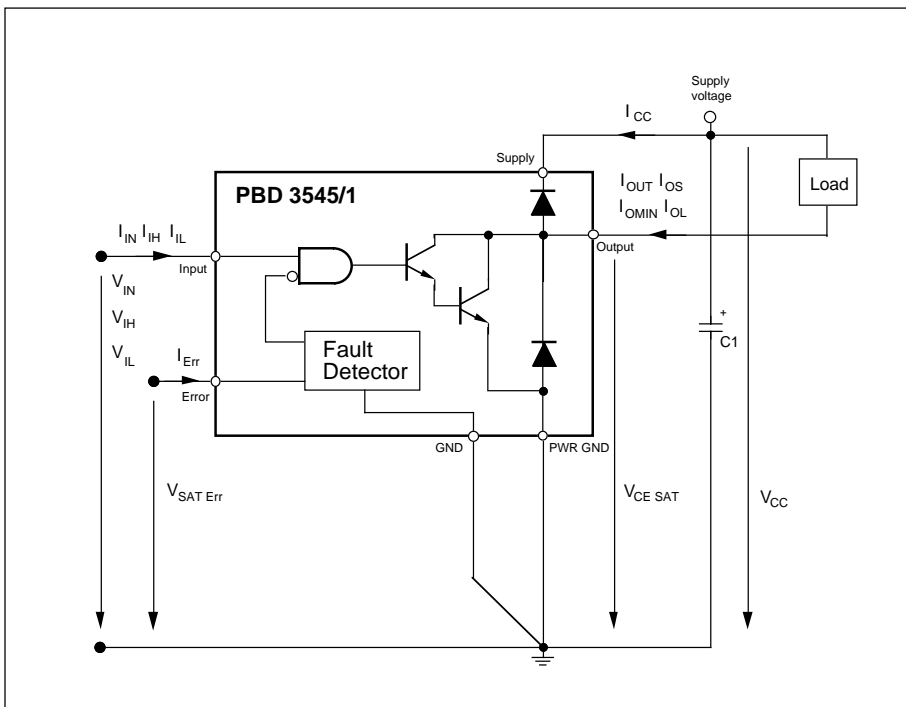 Supply
voltage
I CC
Supply
PBD 3545/1
I OUT I OS
I OMIN I OL
Load
I IN I IH I IL
Input
Output
V IN
V IH
V IL
+
C1
I Err
Error
Fault
Detector
GND
PWR GND
V SAT Err
V CE SAT
V CC